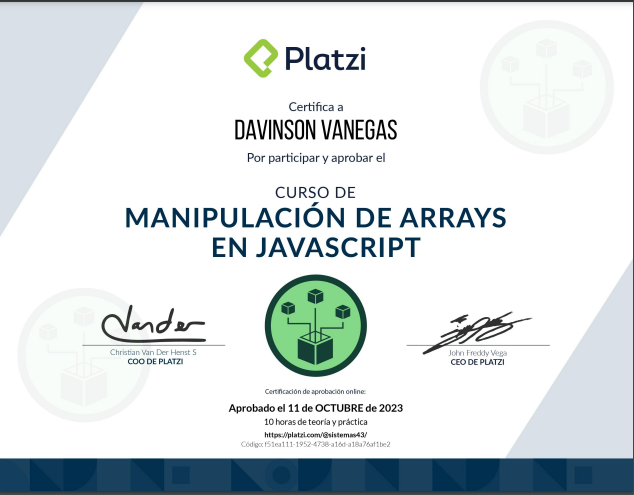 Platzi
Certifica a
DAVINSON VANEGAS
Por participar y aprobar el
CURSO DE
MANIPULACIÓN DE ARRAYS
EN JAVASCRIPT
Christian Van Der Henst S
COO DE PLATZI
John Freddy Vega
CEO DE PLATZI
Certificación de aprobación online:
Aprobado el 11 de OCTUBRE de 2023
10 horas de teoría y práctica
https://platzi.com/@sistemas43/
Código: f51ea111-1952-4738-a16d-a18a76af1be2